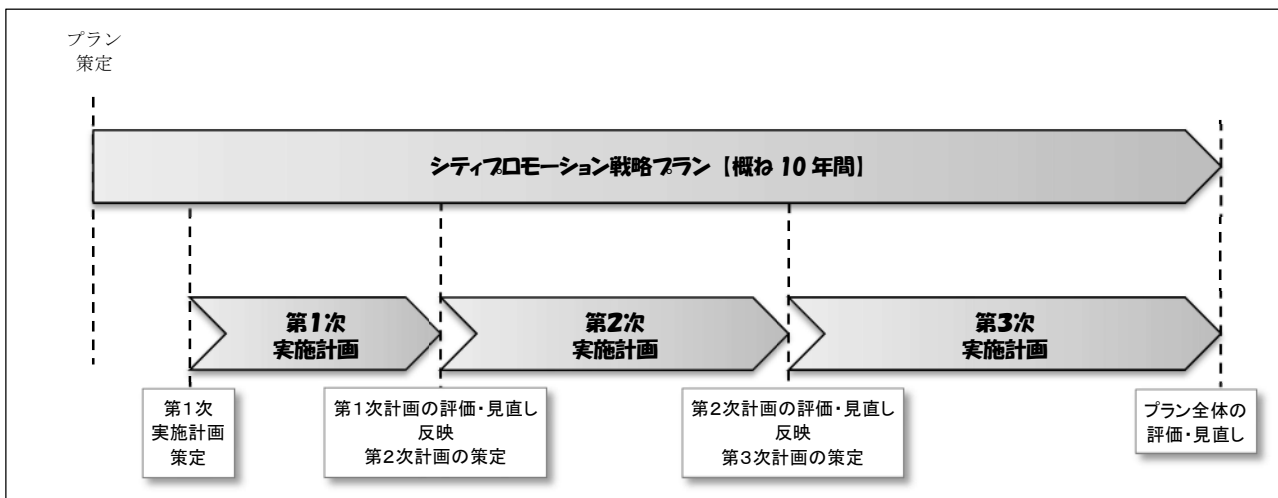 プラン
策定
シティプロモーション戦略プラン【概ね10年間】
第1次
実施計画
第2次
実施計画
第3次
実施計画
第1次
実施計画
策定
第1次計画の評価・見直し
反映
第2次計画の策定
第2次計画の評価・見直し
反映
第3次計画の策定
プラン全体の
評価・見直し